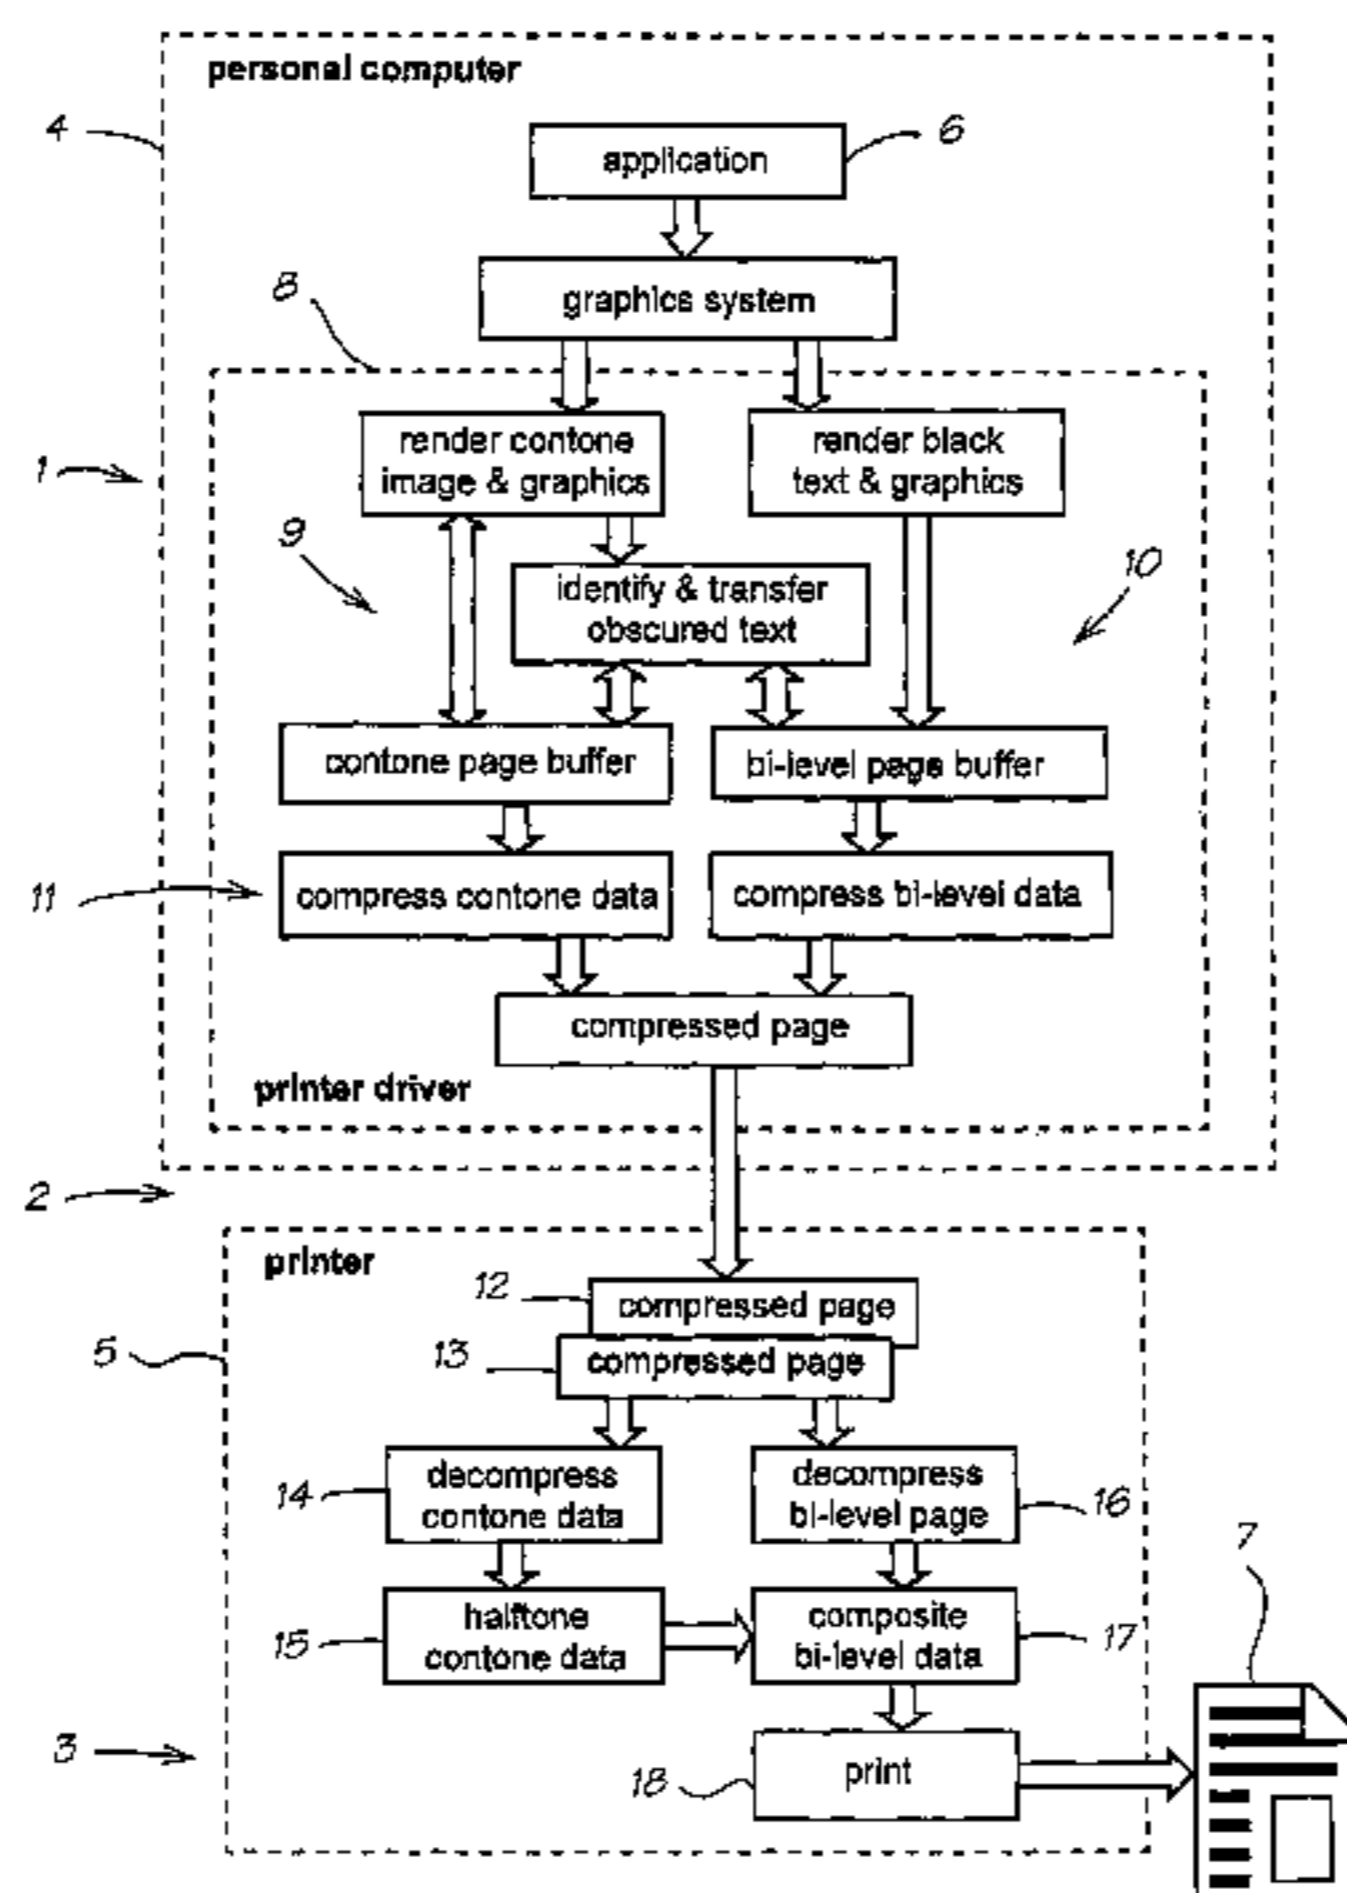 personal computer
4
6
application
graphics system
8
render contone
image & graphics
render black
text & graphics
1
9
10
identify & transfer
obscured text
contone page buffer
bi-level page buffer
11
compress contone data
compress bi-level data
compressed page
printer driver
2
printer
12
compressed page
5
13
compressed page
14
decompress
contone data
decompress
bi-level page
16
7
15
halftone
contone data
composite
bi-level data
17
3
18
print